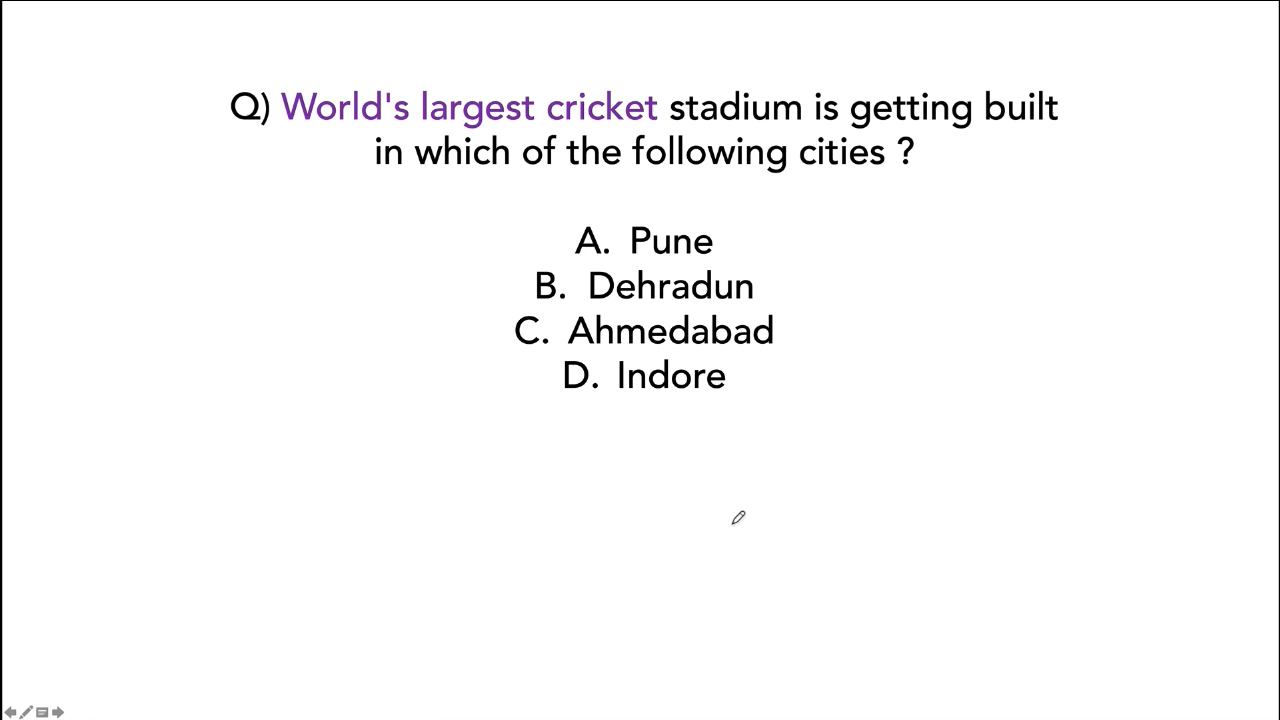 Q) World's largest cricket stadium is getting built
in which of the following cities ?
A. Pune
B. Dehradun
C. Ahmedabad
D. Indore